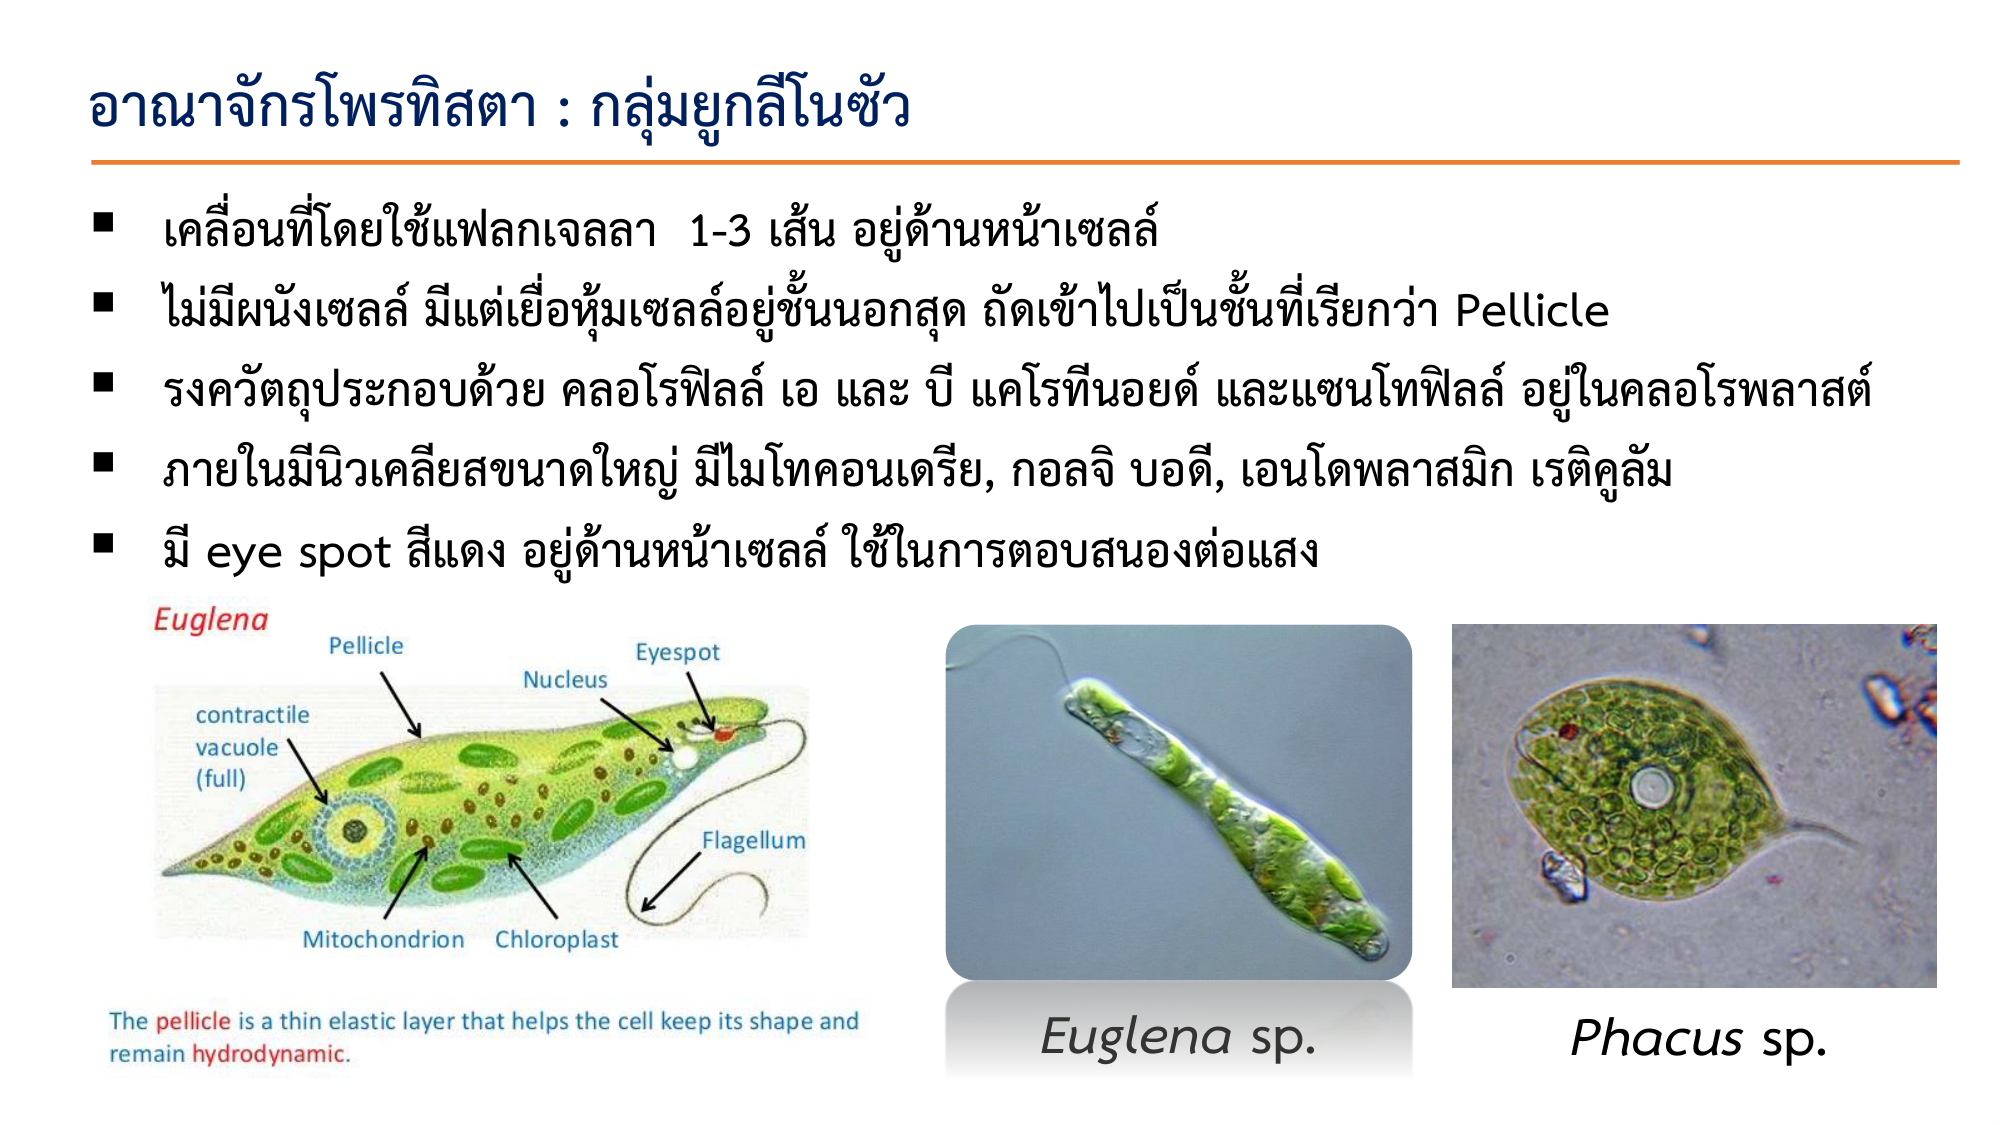 อาณาจักรโพรทิสตา : กลุ่มยูกลีโนซัว
▪ เคลื่อนที่โดยใช้แฟลกเจลลา 1-3 เส้น อยู่ด้านหน้าเซลล์
▪ ไม่มีผนังเซลล์ มีแต่เยื่อหุ้มเซลล์อยู่ชั้นนอกสุด ถัดเข้าไปเป็นชั้นที่เรียกว่า Pellicle
▪ รงควัตถุประกอบด้วย คลอโรฟิลล์ เอ และ บี แคโรทีนอยด์ และแซนโทฟิลล์ อยู่ในคลอโรพลาสต์
▪ ภายในมีนิวเคลียสขนาดใหญ่ มีไมโทคอนเดรีย, กอลจิ บอดี, เอนโดพลาสมิก เรติคูลัม
▪ มี eye spot สีแดง อยู่ด้านหน้าเซลล์ ใช้ในการตอบสนองต่อแสง
Euglena
Pellicle
Eyespot
Nucleus
contractile
vacuole
(full)
Flagellum
Mitochondrion
Chloroplast
The pellicle is a thin elastic layer that helps the cell keep its shape and
remain hydrodynamic.
Euglena sp.
Phacus sp.